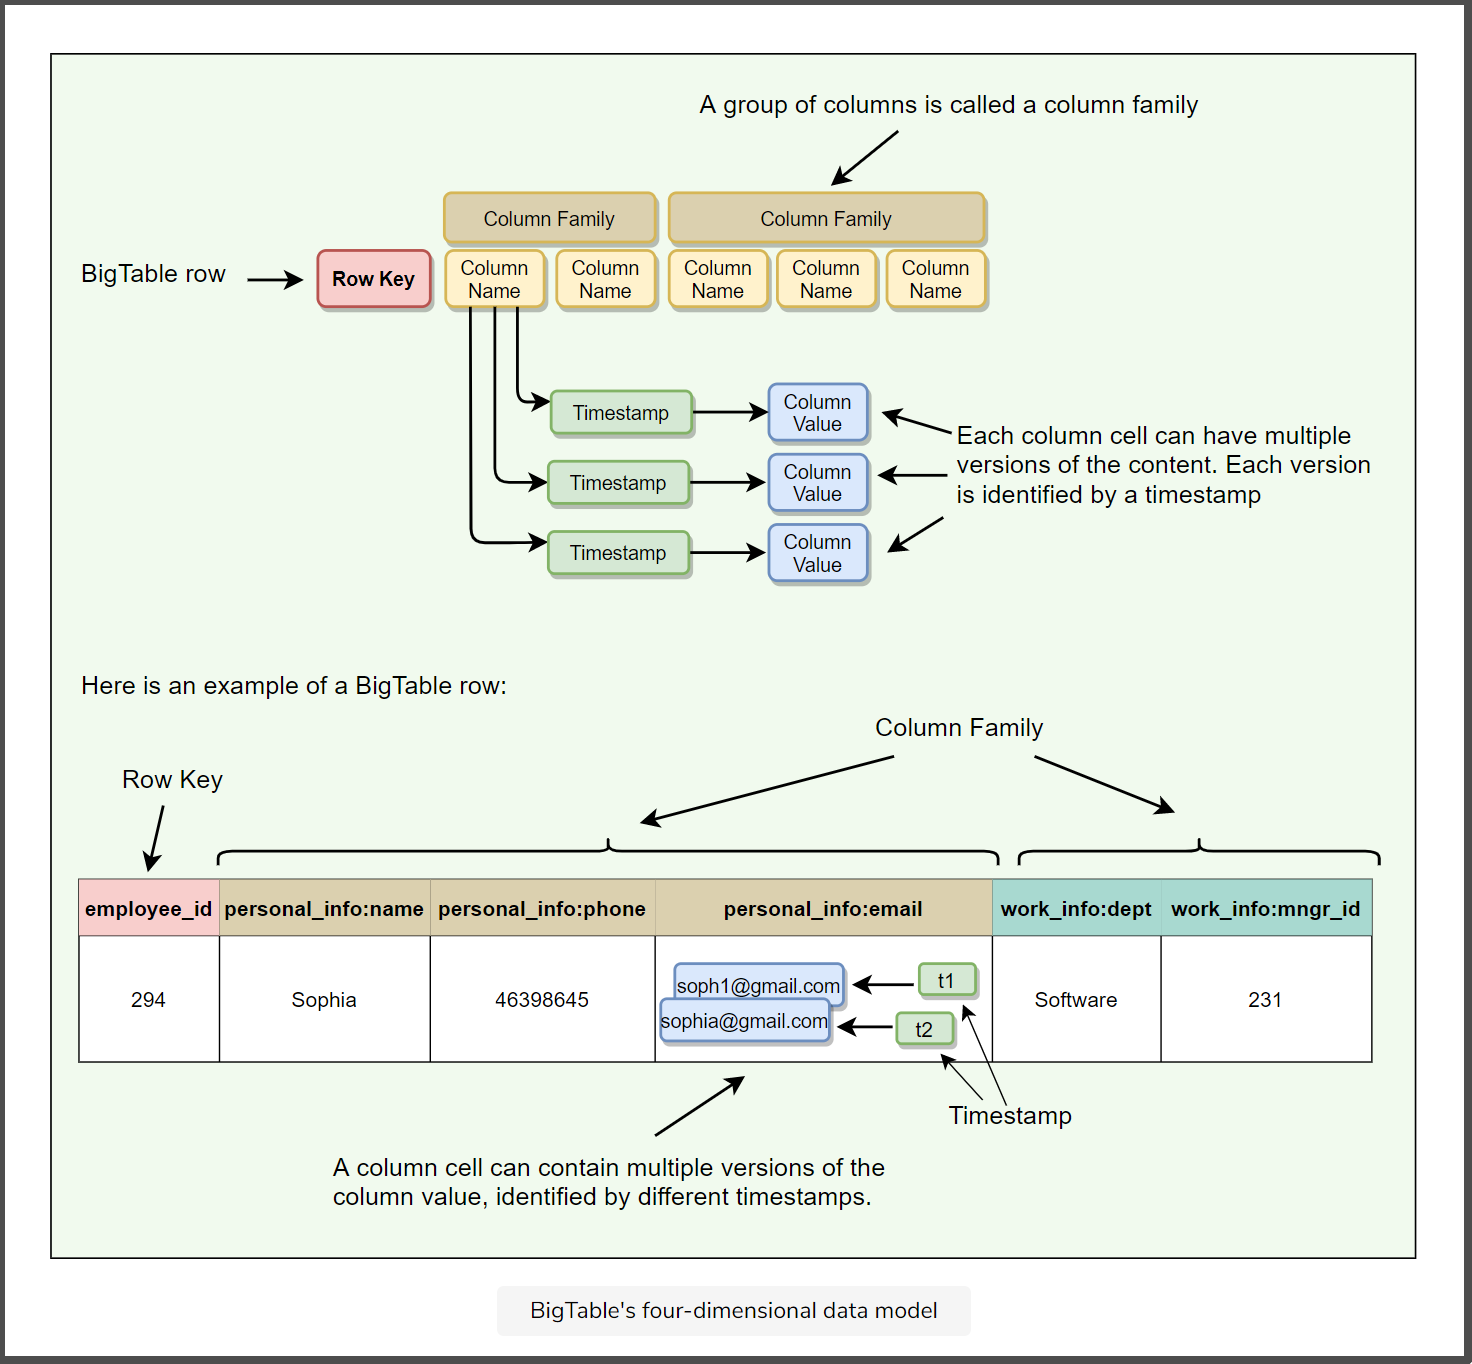 A group of columns is called a column family
Column Family
Column Family
BigTable row
Row Key
Column
Name
Column
Name
Column
Name
Column
Name
Column
Name
Timestamp
Column
Value
Timestamp
Column
Value
Timestamp
Column
Value
Each column cell can have multiple
versions of the content. Each version
is identified by a timestamp
Here is an example of a BigTable row:
Column Family
Row Key
employee_id
personal_info:name
personal_info:phone
personal_info:email
work_info:dept
work_info:mngr_id
294
Sophia
46398645
soph1@gmail.com
t1
sophia@gmail.com
t2
Software
231
Timestamp
A column cell can contain multiple versions of the
column value, identified by different timestamps.
BigTable's four-dimensional data model